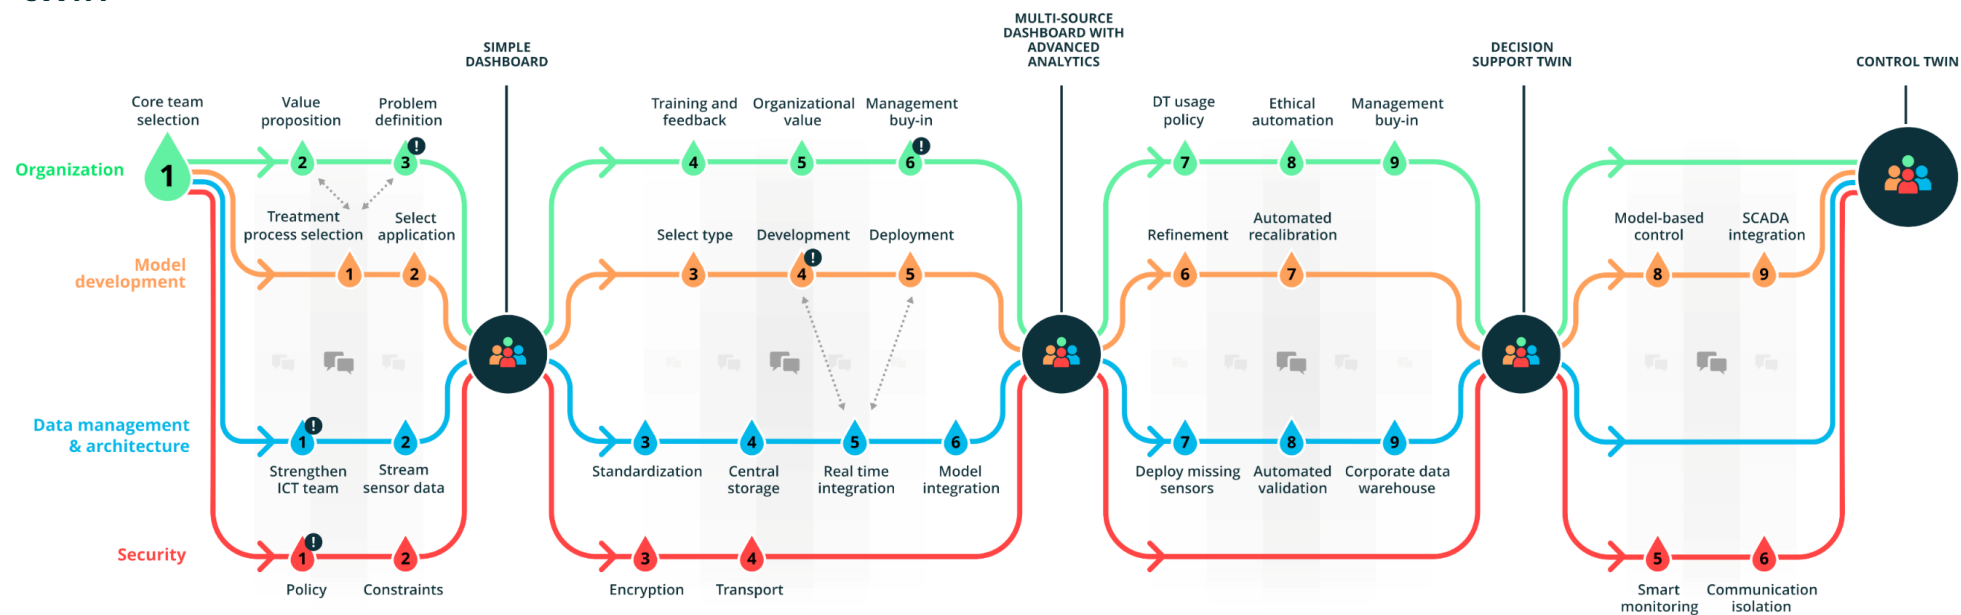 SIMPLE
DASHBOARD
MULTI-SOURCE
DASHBOARD WITH
ADVANCED
ANALYTICS
DECISION
SUPPORT TWIN
CONTROL TWIN
Organization
Core team
selection
1
Value
proposition
2
Problem
definition
3
!
Training and
feedback
4
Organizational
value
5
Management
buy-in
6
!
DT usage
policy
7
Ethical
automation
8
Management
buy-in
9
Model
development
Treatment
process selection
1
Select
application
2
Select type
3
Development
4
!
Deployment
5
Refinement
6
Automated
recalibration
7
Model-based
control
8
SCADA
integration
9
Data management
& architecture
1
!
Strengthen
ICT team
2
Stream
sensor data
3
Standardization
4
Central
storage
5
Real time
integration
6
Model
integration
7
Deploy missing
sensors
8
Automated
validation
9
Corporate data
warehouse
Security
1
!
Policy
2
Constraints
3
Encryption
4
Transport
5
Smart
monitoring
6
Communication
isolation